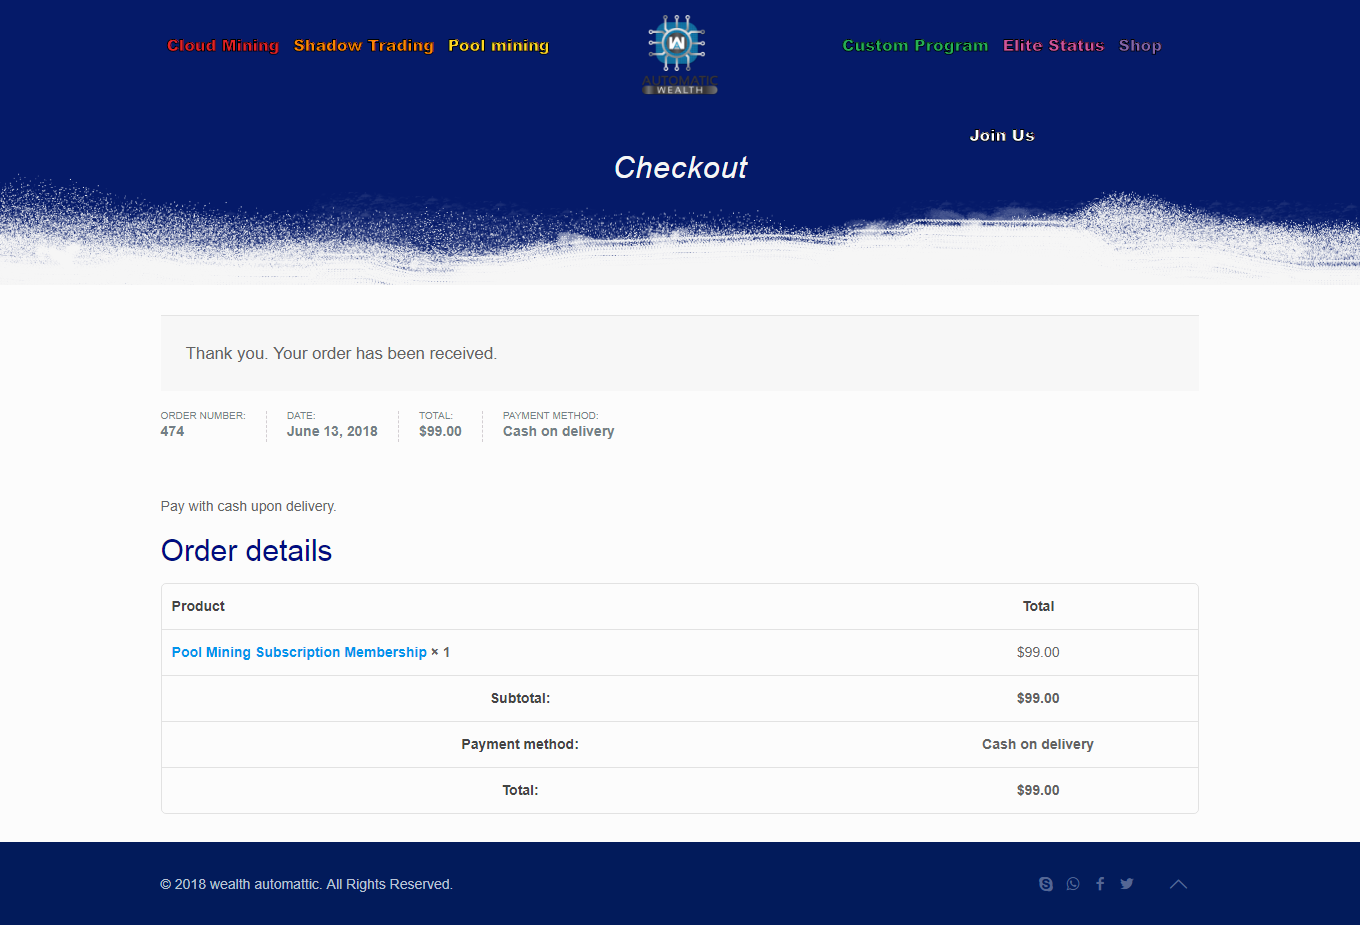 Cloud Mining Shadow Trading Pool mining
AUTOMATIC
WEALTH
Custom Program Elite Status Shop
Join Us
Checkout
Thank you. Your order has been received.
ORDER NUMBER: DATE: TOTAL: PAYMENT METHOD:
474 June 13, 2018 $99.00 Cash on delivery
Pay with cash upon delivery.
Order details
Product Total
Pool Mining Subscription Membership × 1 $99.00
Subtotal: $99.00
Payment method: Cash on delivery
Total: $99.00
© 2018 wealth automattic. All Rights Reserved.